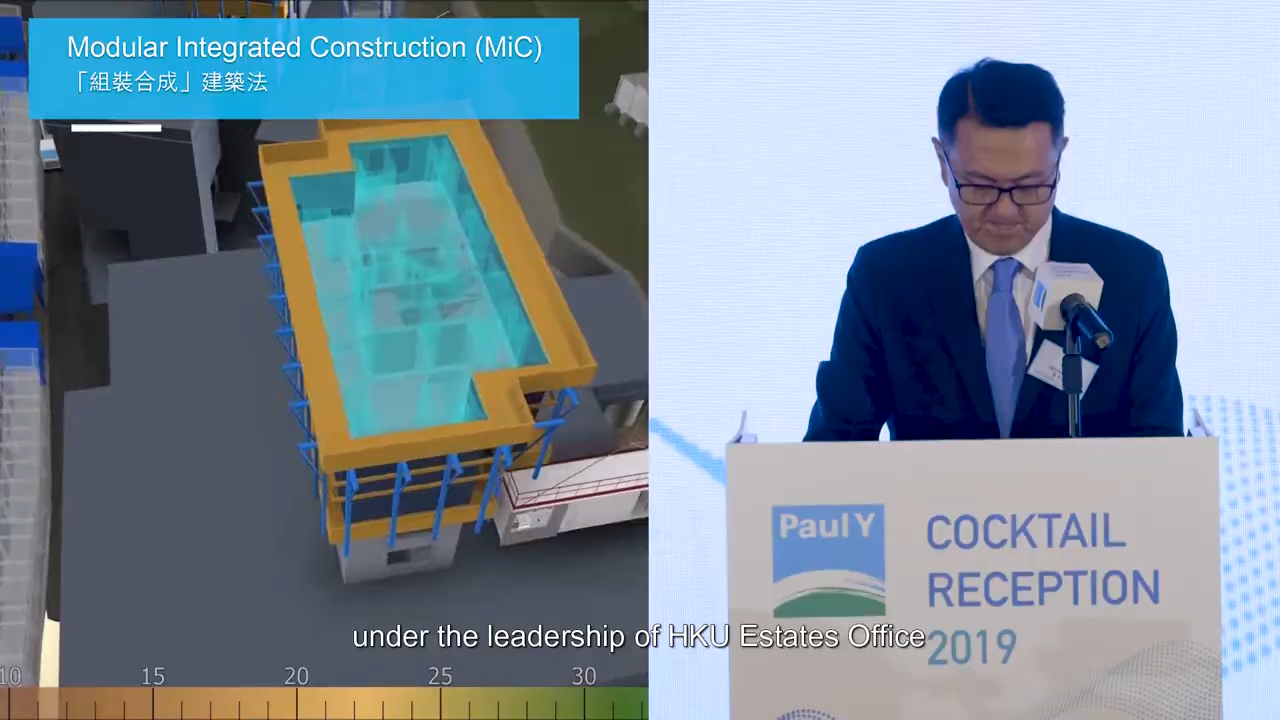 Modular Integrated Construction (MiC)
「組裝合成」建築法
Paul Y
COCKTAIL
RECEPTION
2019
under the leadership of HKU Estates Office
10 15 20 25 30